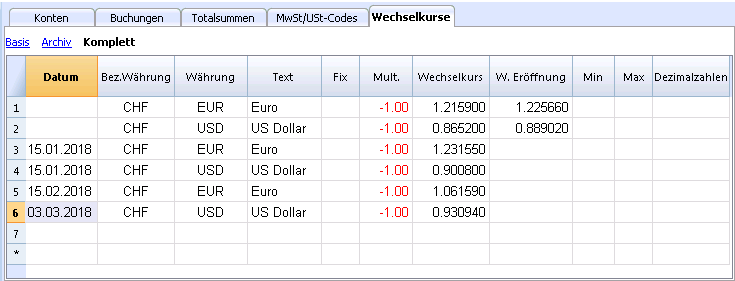 Konten Buchungen Totalsummen MwSt/USt-Codes Wechselkurse
Basis Archiv Komplett
Datum Bez.Währung Währung Text Fix Mult. Wechselkurs W. Eröffnung Min Max Dezimalzahlen
1 CHF EUR Euro -1.00 1.215900 1.225660
2 CHF USD US Dollar -1.00 0.865200 0.889020
3 15.01.2018 CHF EUR Euro -1.00 1.231550
4 15.01.2018 CHF USD US Dollar -1.00 0.900800
5 15.02.2018 CHF EUR Euro -1.00 1.061590
6 03.03.2018 CHF USD US Dollar -1.00 0.930940
7
*